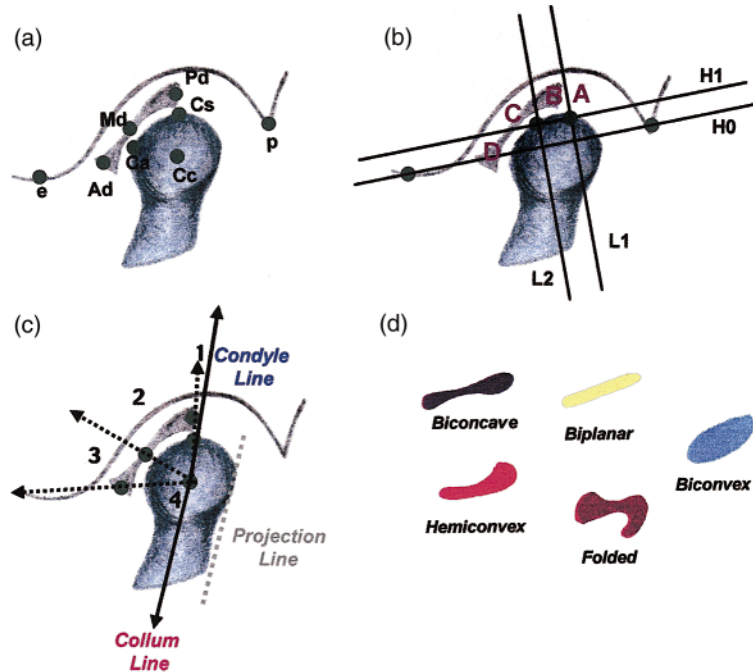 (a)
Pd
Cs
Md
Ca
p
Cc
e
Ad
(b)
H1
B A
C
H0
D
L1
L2
(c)
1
Condyle
Line
2
3
4
Projection
Line
Collum
Line
(d)
Biconcave
Biplanar
Biconvex
Hemiconvex
Folded